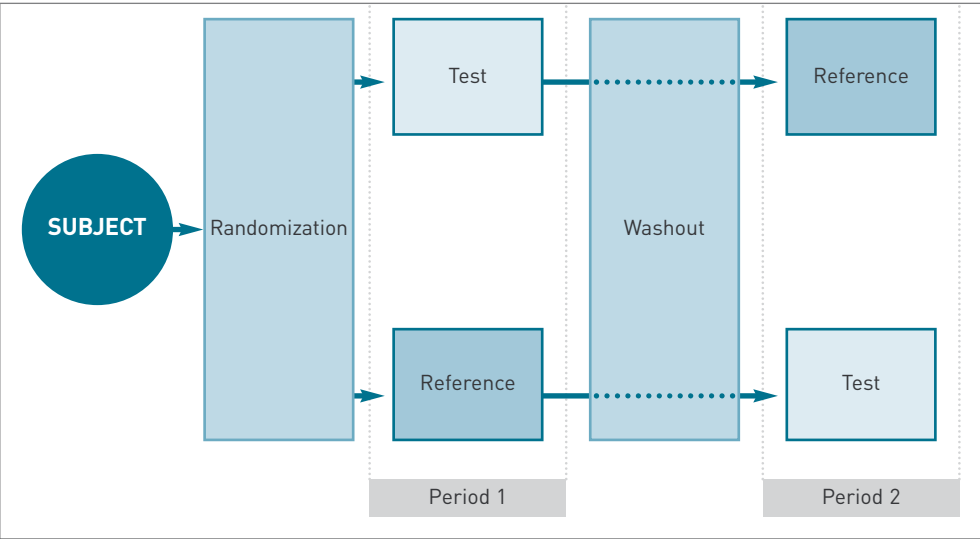 Test
Reference
SUBJECT
Randomization
Washout
Reference
Test
Period 1
Period 2